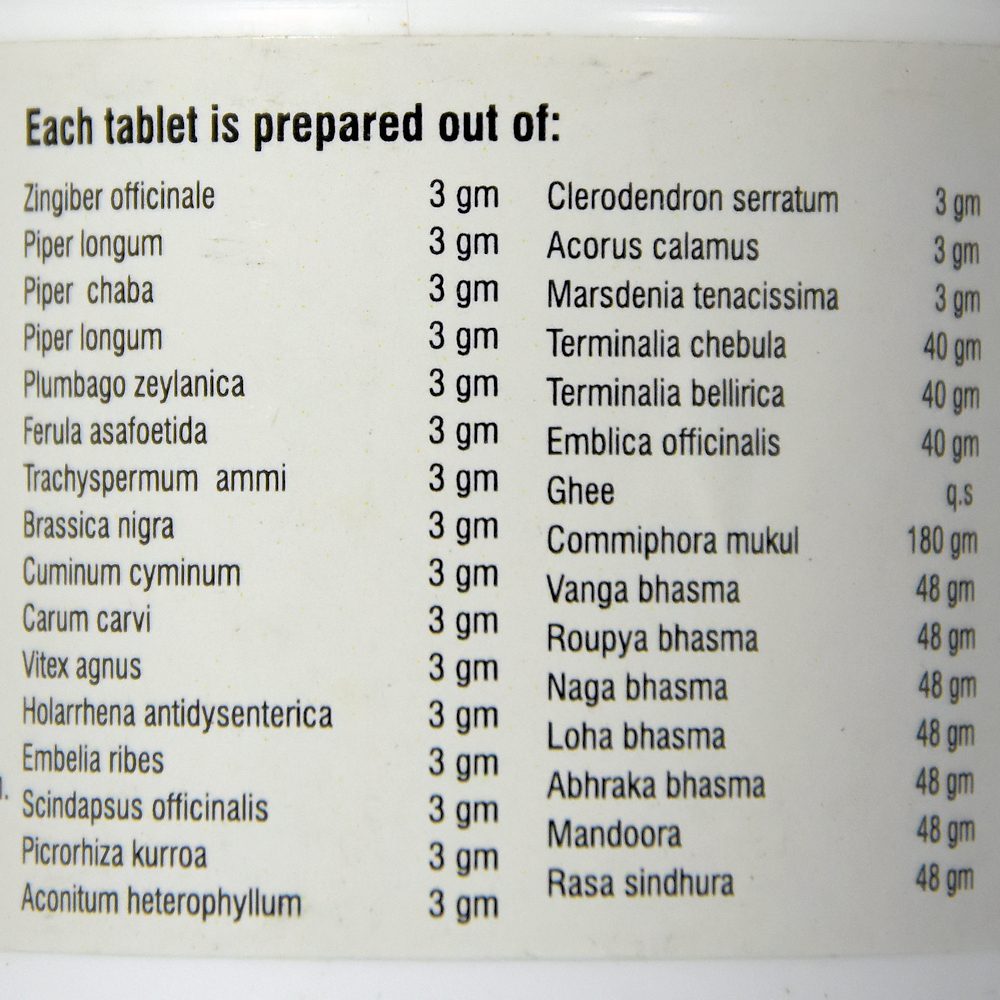 Each tablet is prepared out of:
Zingiber officinale 3 gm
Piper longum 3 gm
Piper chaba 3 gm
Piper longum 3 gm
Plumbago zeylanica 3 gm
Ferula asafoetida 3 gm
Trachyspermum ammi 3 gm
Brassica nigra 3 gm
Cuminum cyminum 3 gm
Carum carvi 3 gm
Vitex agnus 3 gm
Holarrhena antidysenterica 3 gm
Embelia ribes 3 gm
Scindapsus officinalis 3 gm
Picrorhiza kurroa 3 gm
Aconitum heterophyllum 3 gm
Clerodendron serratum 3 gm
Acorus calamus 3 gm
Marsdenia tenacissima 3 gm
Terminalia chebula 40 gm
Terminalia bellirica 40 gm
Emblica officinalis 40 gm
Ghee q.s
Commiphora mukul 180 gm
Vanga bhasma 48 gm
Roupya bhasma 48 gm
Naga bhasma 48 gm
Loha bhasma 48 gm
Abhraka bhasma 48 gm
Mandoora 48 gm
Rasa sindhura 48 gm